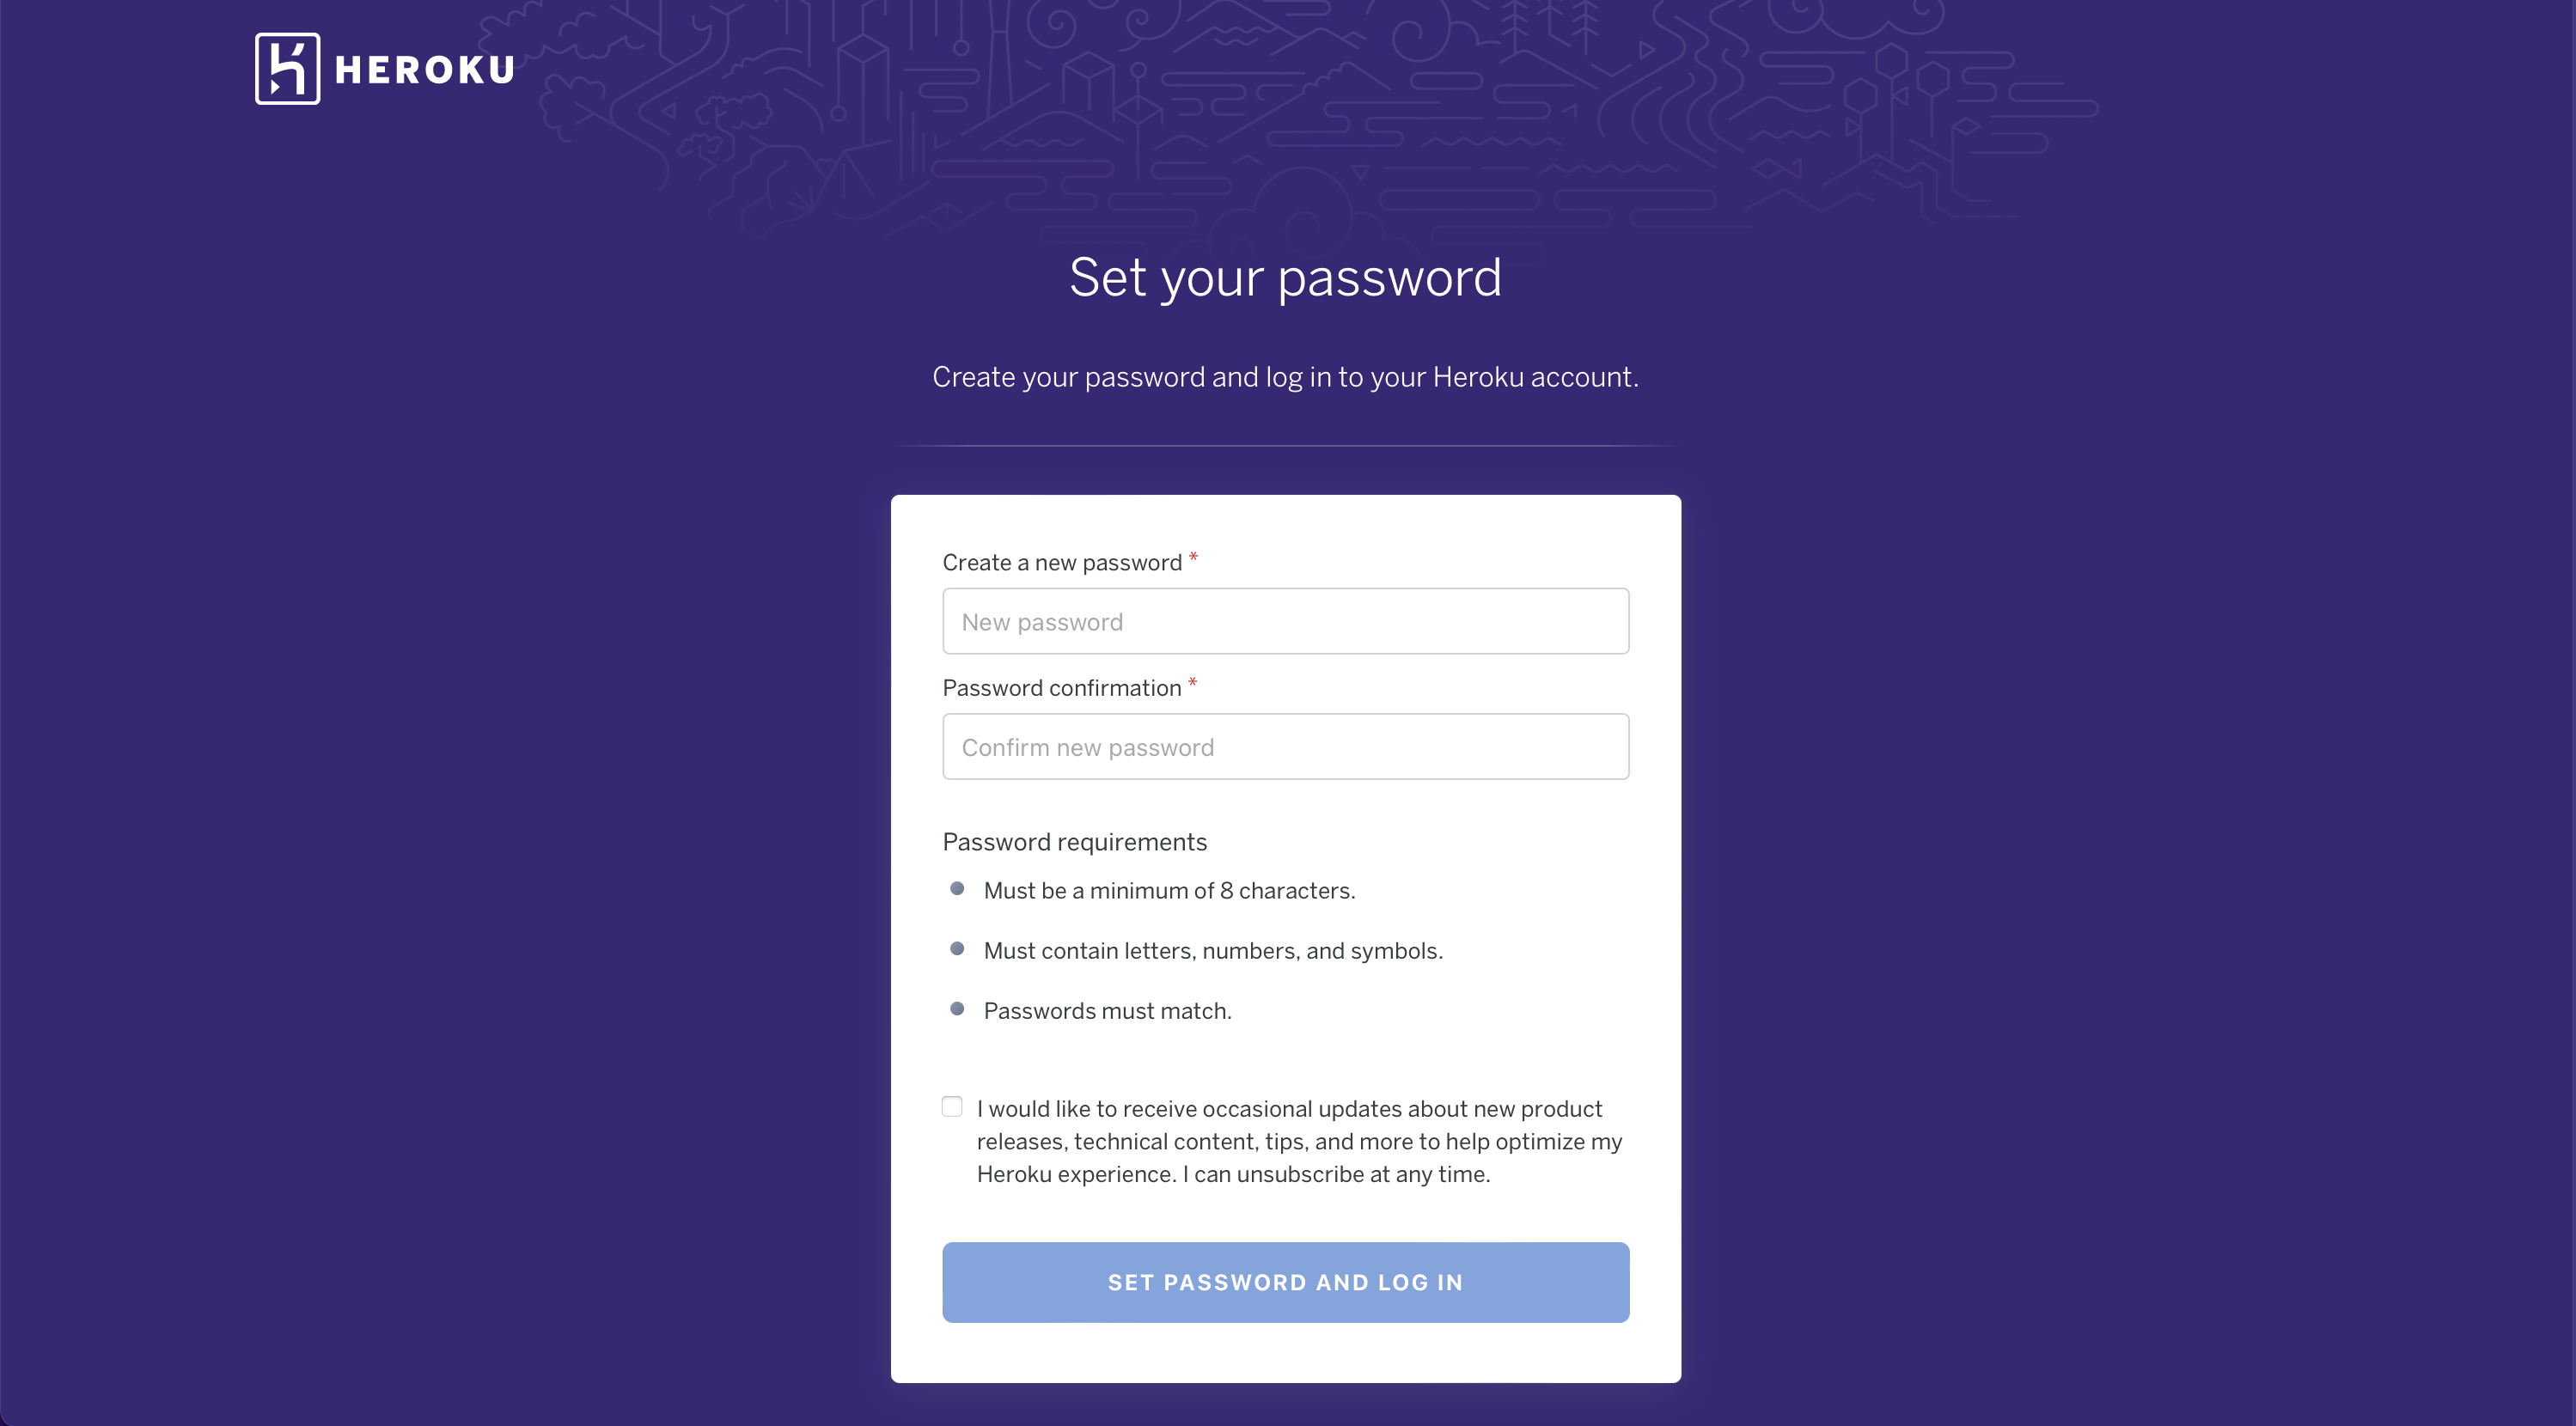 HEROKU
Set your password
Create your password and log in to your Heroku account.
Create a new password *
New password
Password confirmation *
Confirm new password
Password requirements
Must be a minimum of 8 characters.
Must contain letters, numbers, and symbols.
Passwords must match.
I would like to receive occasional updates about new product
releases, technical content, tips, and more to help optimize my
Heroku experience. I can unsubscribe at any time.
SET PASSWORD AND LOG IN